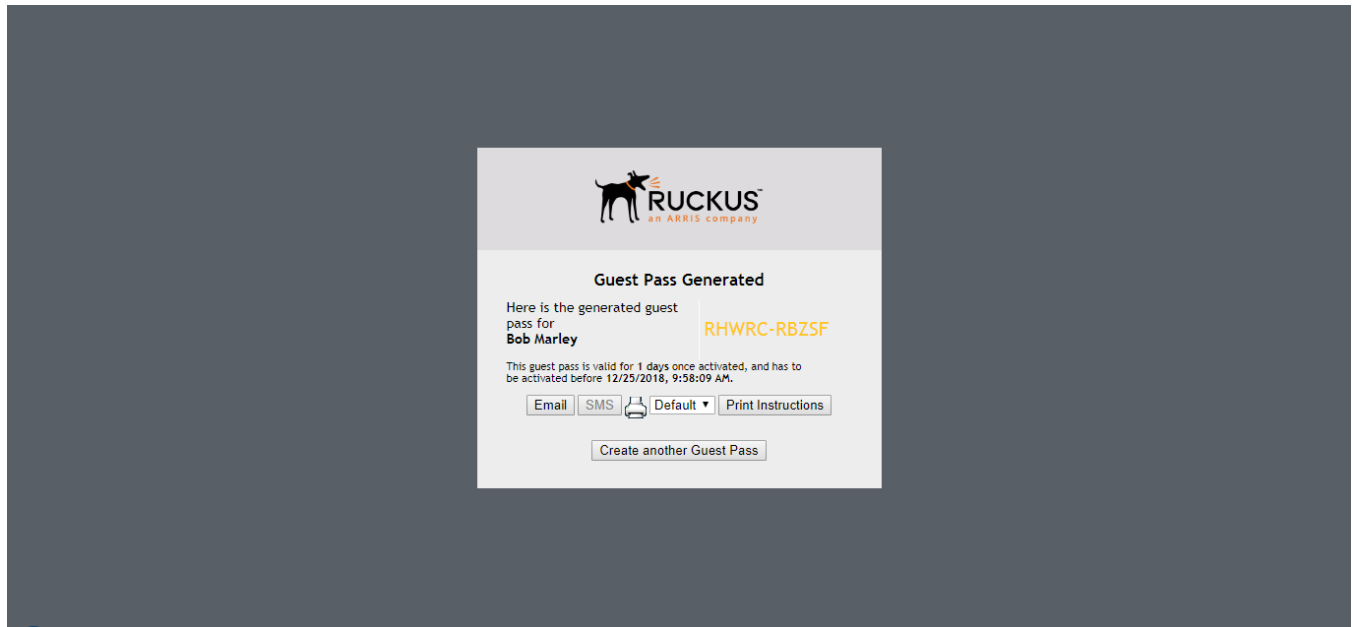 RUCKUS™
an ARRIS company
Guest Pass Generated
Here is the generated guest
pass for
Bob Marley
RHWRC-RBZSF
This guest pass is valid for 1 days once activated, and has to
be activated before 12/25/2018, 9:58:09 AM.
Email SMS Default Print Instructions
Create another Guest Pass